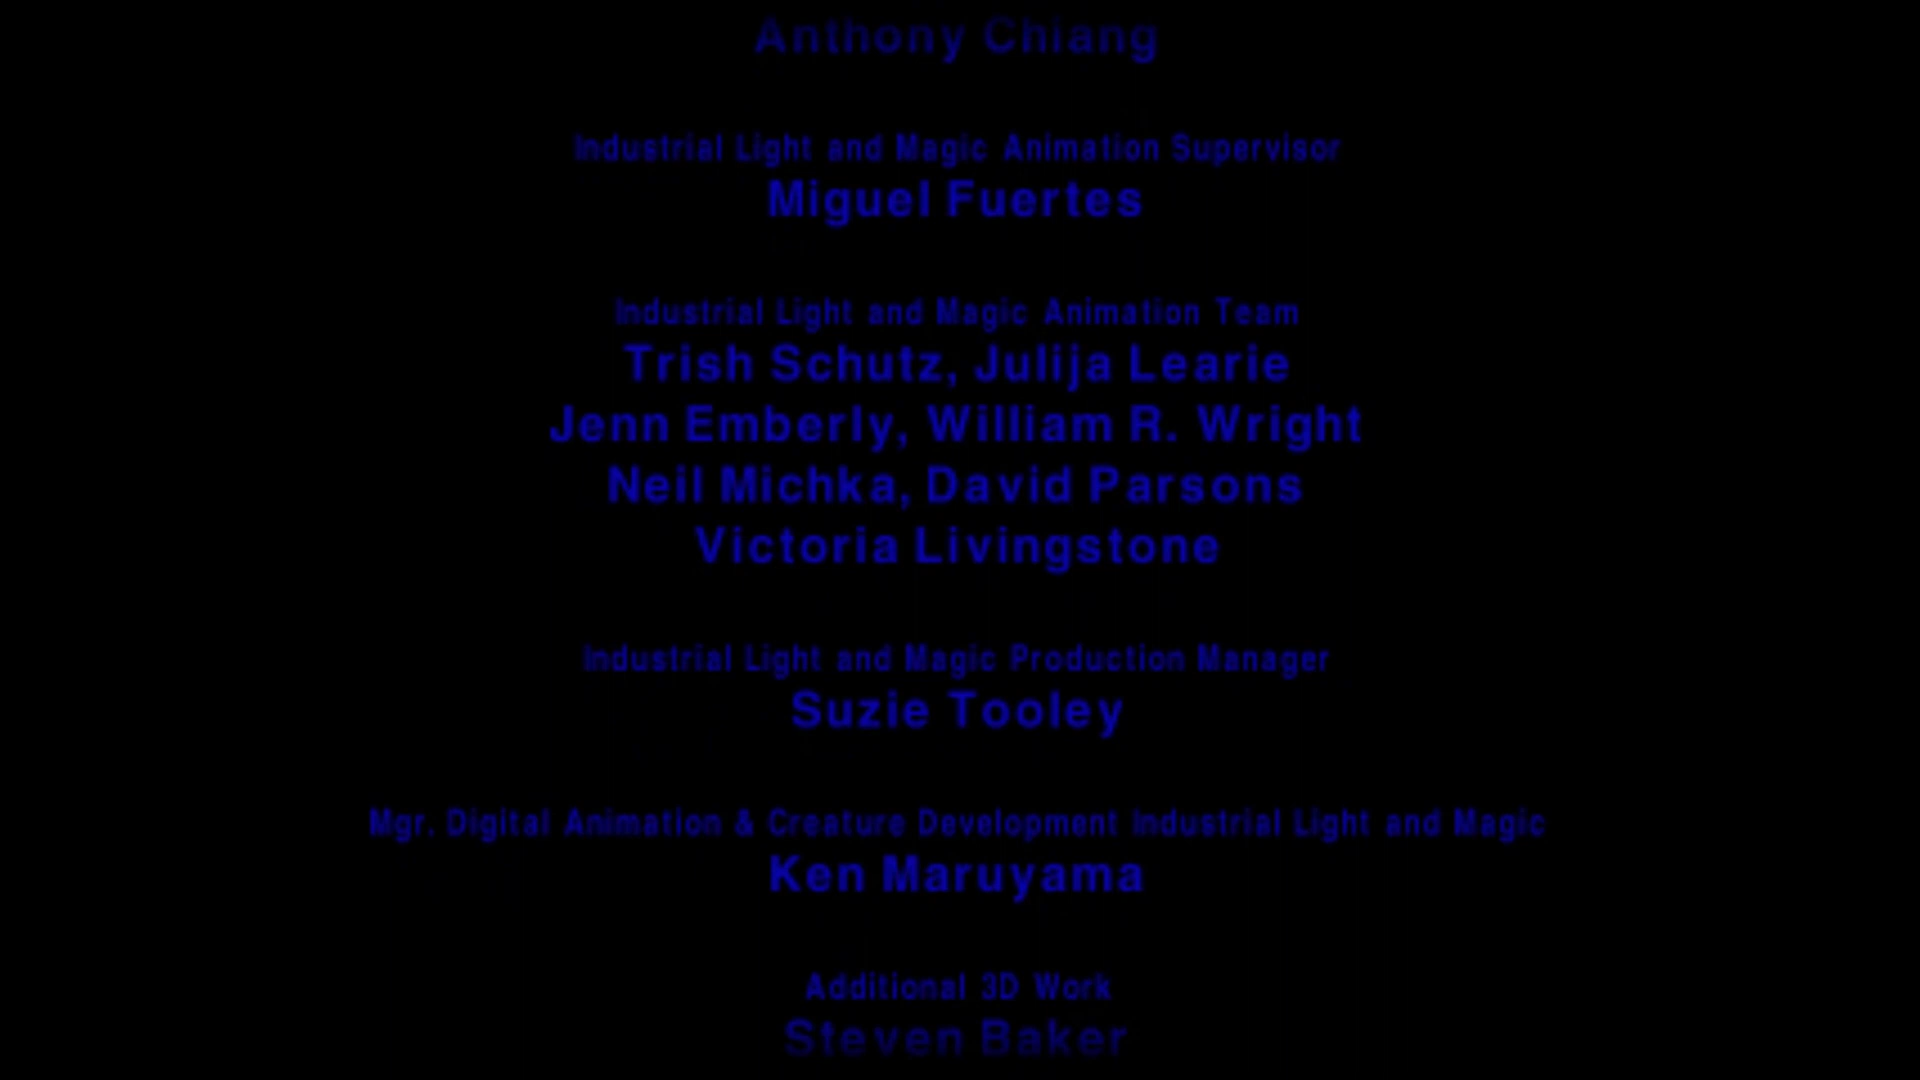 Anthony Chiang
Industrial Light and Magic Animation Supervisor
Miguel Fuertes
Industrial Light and Magic Animation Team
Trish Schutz, Julija Learie
Jenn Emberly, William R. Wright
Neil Michka, David Parsons
Victoria Livingstone
Industrial Light and Magic Production Manager
Suzie Tooley
Mgr. Digital Animation & Creature Development Industrial Light and Magic
Ken Maruyama
Additional 3D Work
Steven Baker